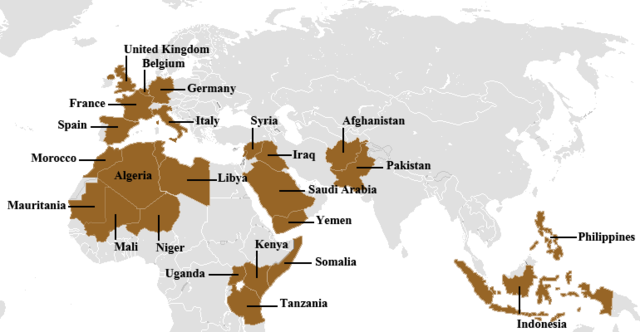 United Kingdom
Belgium
Germany
France
Italy
Spain
Syria
Afghanistan
Morocco
Iraq
Pakistan
Algeria
Libya
Saudi Arabia
Mauritania
Yemen
Mali
Niger
Kenya
Philippines
Somalia
Uganda
Tanzania
Indonesia